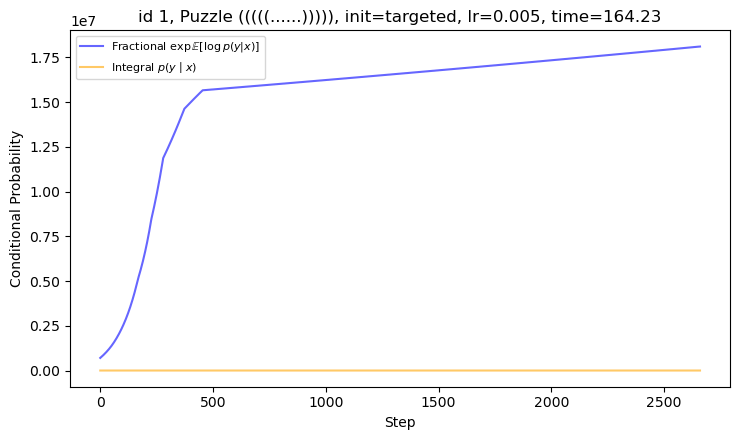 id 1, Puzzle (((((......))))), init=targeted, lr=0.005, time=164.23
1e7
Fractional exp𝔼[log p(y|x)]
Integral p(y | x)
1.75
1.50
1.25
1.00
0.75
0.50
0.25
0.00
Conditional Probability
0 500 1000 1500 2000 2500
Step